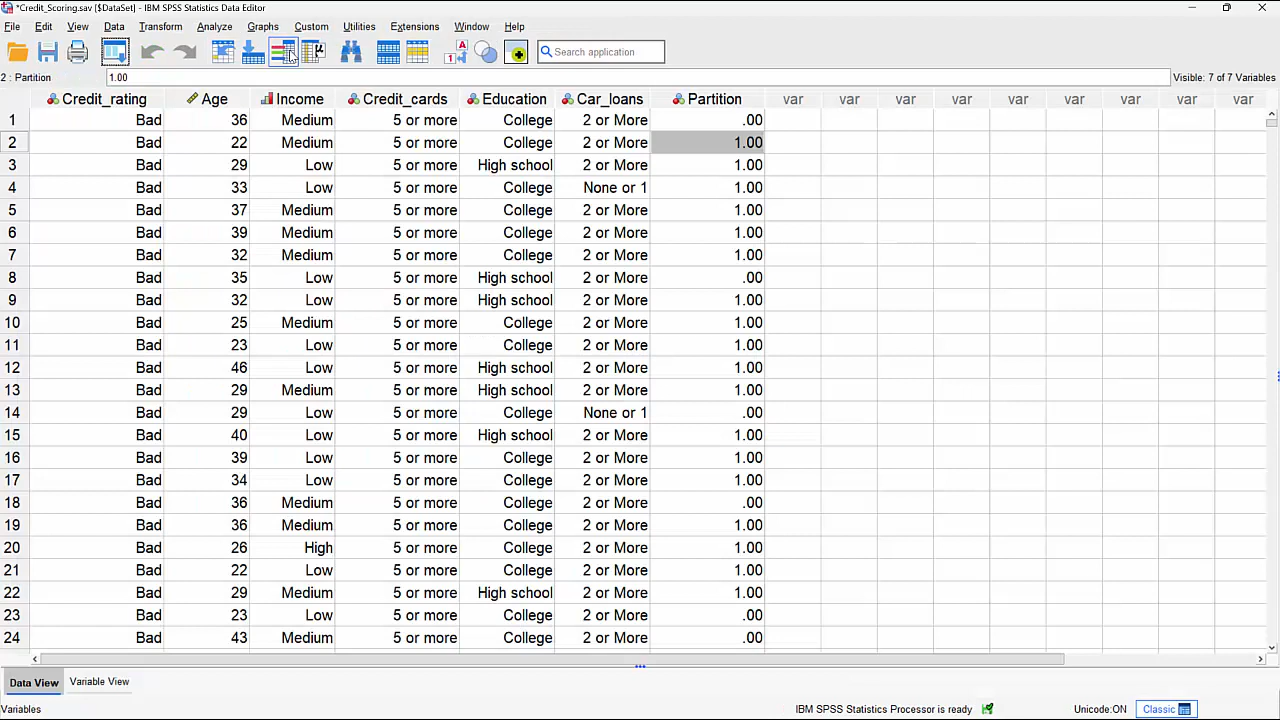 *Credit_Scoring.sav [$DataSet] - IBM SPSS Statistics Data Editor
File Edit View Data Transform Analyze Graphs Custom Utilities Extensions Window Help
Search application
2 : Partition 1.00 Visible: 7 of 7 Variables
Credit_rating Age Income Credit_cards Education Car_loans Partition var var var var var var var var var
1 Bad 36 Medium 5 or more College 2 or More .00
2 Bad 22 Medium 5 or more College 2 or More 1.00
3 Bad 29 Low 5 or more High school 2 or More 1.00
4 Bad 33 Low 5 or more College None or 1 1.00
5 Bad 37 Medium 5 or more College 2 or More 1.00
6 Bad 39 Medium 5 or more College 2 or More 1.00
7 Bad 32 Medium 5 or more College 2 or More 1.00
8 Bad 35 Low 5 or more High school 2 or More .00
9 Bad 32 Low 5 or more High school 2 or More 1.00
10 Bad 25 Medium 5 or more College 2 or More 1.00
11 Bad 23 Low 5 or more College 2 or More 1.00
12 Bad 46 Low 5 or more High school 2 or More 1.00
13 Bad 29 Medium 5 or more High school 2 or More 1.00
14 Bad 29 Low 5 or more College None or 1 .00
15 Bad 40 Low 5 or more High school 2 or More 1.00
16 Bad 39 Low 5 or more College 2 or More 1.00
17 Bad 34 Low 5 or more College 2 or More 1.00
18 Bad 36 Medium 5 or more College 2 or More .00
19 Bad 36 Medium 5 or more College 2 or More 1.00
20 Bad 26 High 5 or more College 2 or More 1.00
21 Bad 22 Low 5 or more College 2 or More 1.00
22 Bad 29 Medium 5 or more High school 2 or More 1.00
23 Bad 23 Low 5 or more College 2 or More .00
24 Bad 43 Medium 5 or more College 2 or More .00
Data View Variable View
Variables IBM SPSS Statistics Processor is ready Unicode:ON Classic